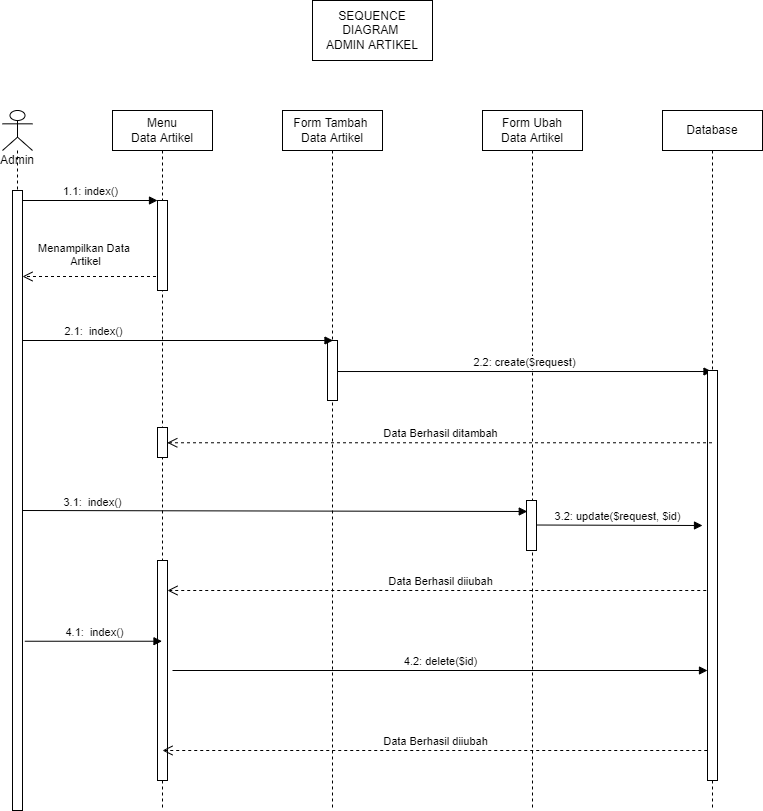 SEQUENCE
DIAGRAM
ADMIN ARTIKEL
Admin
Menu
Data Artikel
Form Tambah
Data Artikel
Form Ubah
Data Artikel
Database
1.1: index()
Menampilkan Data
Artikel
2.1:  index()
2.2: create($request)
Data Berhasil ditambah
3.1:  index()
3.2: update($request, $id)
Data Berhasil diiubah
4.1:  index()
4.2: delete($id)
Data Berhasil diiubah